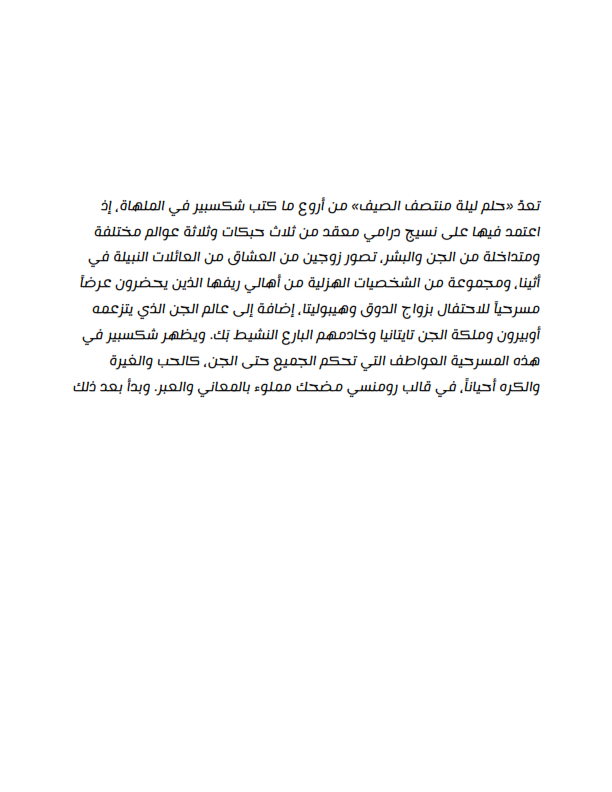 تعدّ «حلم ليلة منتصف الصيف» من أروع ما كتب شكسبير في الملهاة، إذ
اعتمد فيها على نسيج درامي معقد من ثلاث حبكات وثلاثة عوالم مختلفة
ومتداخلة من الجن والبشر، تصور زوجين من العشاق من العائلات النبيلة في
أثينا، ومجموعة من الشخصيات الهزلية من أهالي ريفها الذين يحضرون عرضاً
مسرحياً للاحتفال بزواج الدوق وهيبوليتا، إضافة إلى عالم الجن الذي يتزعمه
أوبيرون وملكة الجن تايتانيا وخادمهم البارع النشيط بَك. ويظهر شكسبير في
هذه المسرحية العواطف التي تحكم الجميع حتى الجن، كالحب والغيرة
والكره أحياناً، في قالب رومنسي مضحك مملوء بالمعاني والعبر. وبدأ بعد ذلك